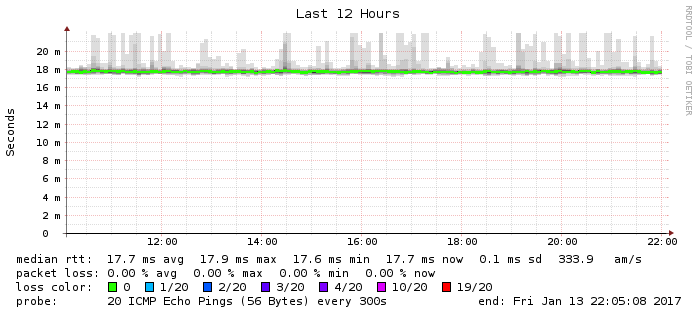 Last 12 Hours
RRDTOOL / TOBI OETIKER
Seconds
20 m
18 m
16 m
14 m
12 m
10 m
8 m
6 m
4 m
2 m
0
12:00 14:00 16:00 18:00 20:00 22:00
median rtt: 17.7 ms avg 17.9 ms max 17.6 ms min 17.7 ms now 0.1 ms sd 333.9 am/s
packet loss: 0.00 % avg 0.00 % max 0.00 % min 0.00 % now
loss color: 0 1/20 2/20 3/20 4/20 10/20 19/20
probe: 20 ICMP Echo Pings (56 Bytes) every 300s end: Fri Jan 13 22:05:08 2017